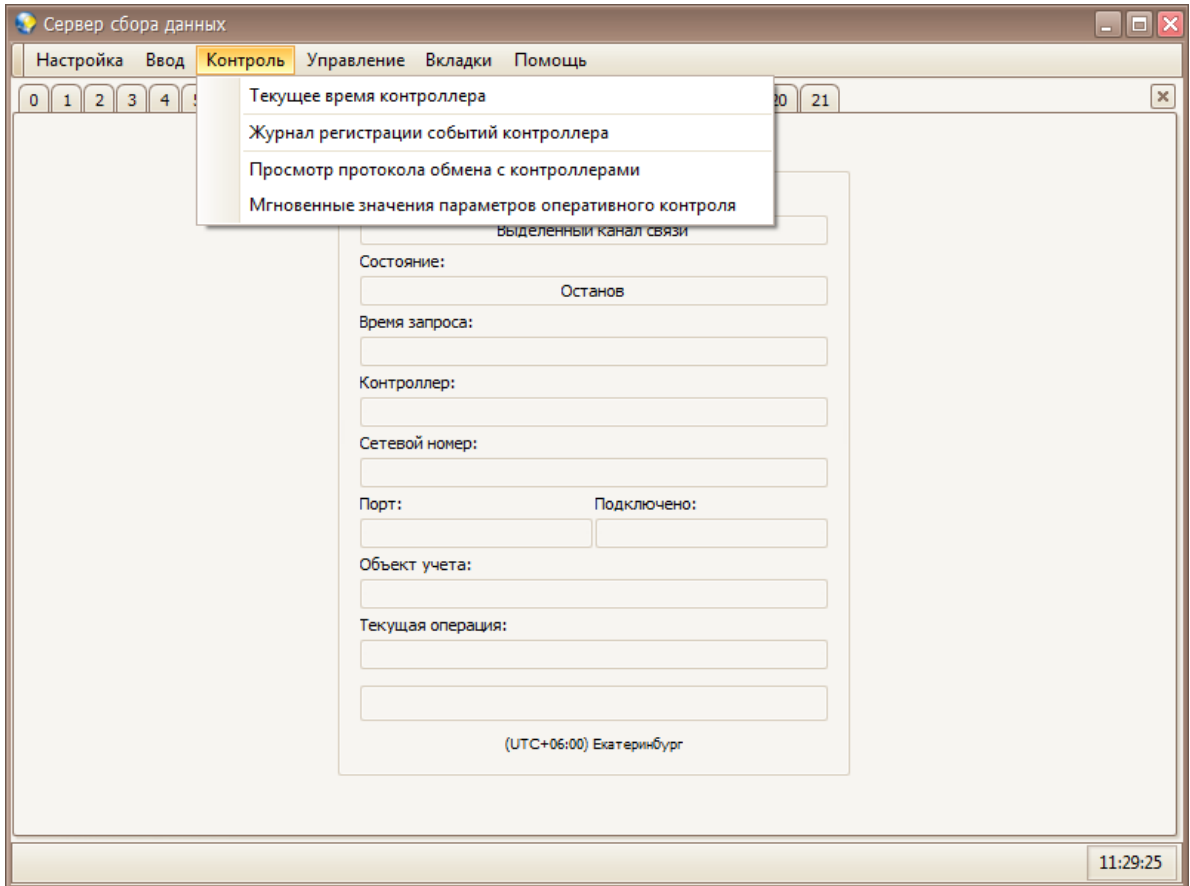 Сервер сбора данных
Настройка Ввод Контроль Управление Вкладки Помощь
0 1 2 3 4 20 21
Текущее время контроллера
Журнал регистрации событий контроллера
Просмотр протокола обмена с контроллерами
Мгновенные значения параметров оперативного контроля
Выделенный канал связи
Состояние:
Останов
Время запроса:
Контроллер:
Сетевой номер:
Порт: Подключено:
Объект учета:
Текущая операция:
(UTC+06:00) Екатеринбург
11:29:25